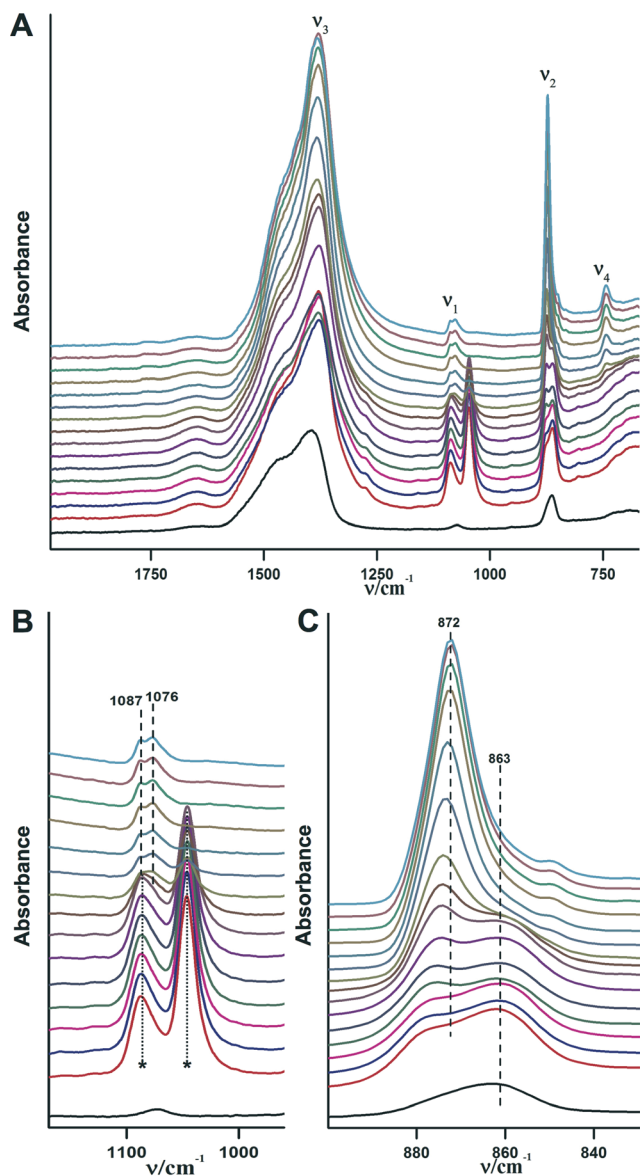 A
ν3
ν2
ν1
ν4
Absorbance
1750
1500
1250
1000
750
ν/cm-1
B
1087
1076
Absorbance
* *
1100
1000
ν/cm-1
C
872
863
Absorbance
880
860
840
ν/cm-1